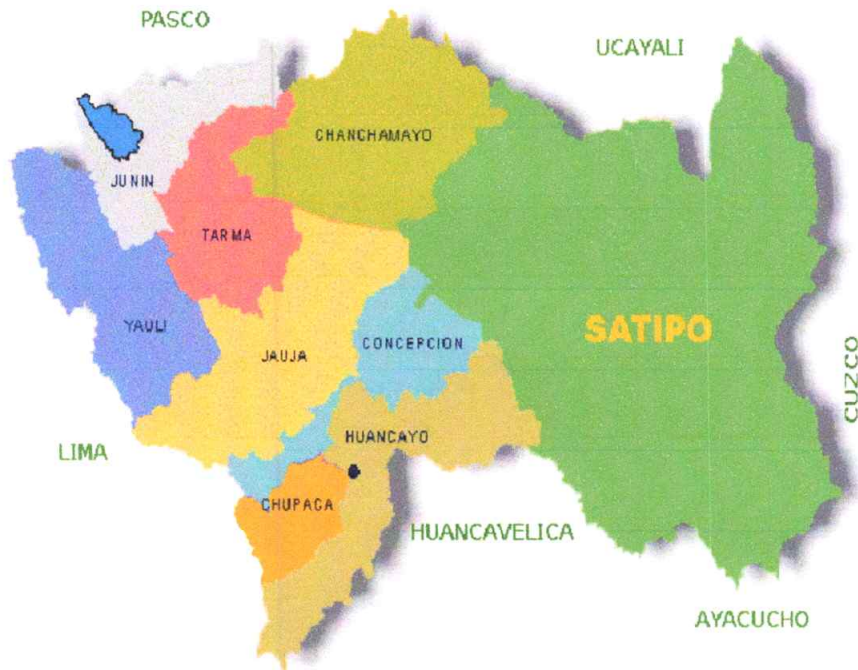 PASCO
UCAYALI
CHANCHAMAYO
JUNIN
TARMA
SATIPO
YAULI
CONCEPCION
JAUJA
CUZCO
HUANCAYO
LIMA
CHUPACA
HUANCAVELICA
AYACUCHO